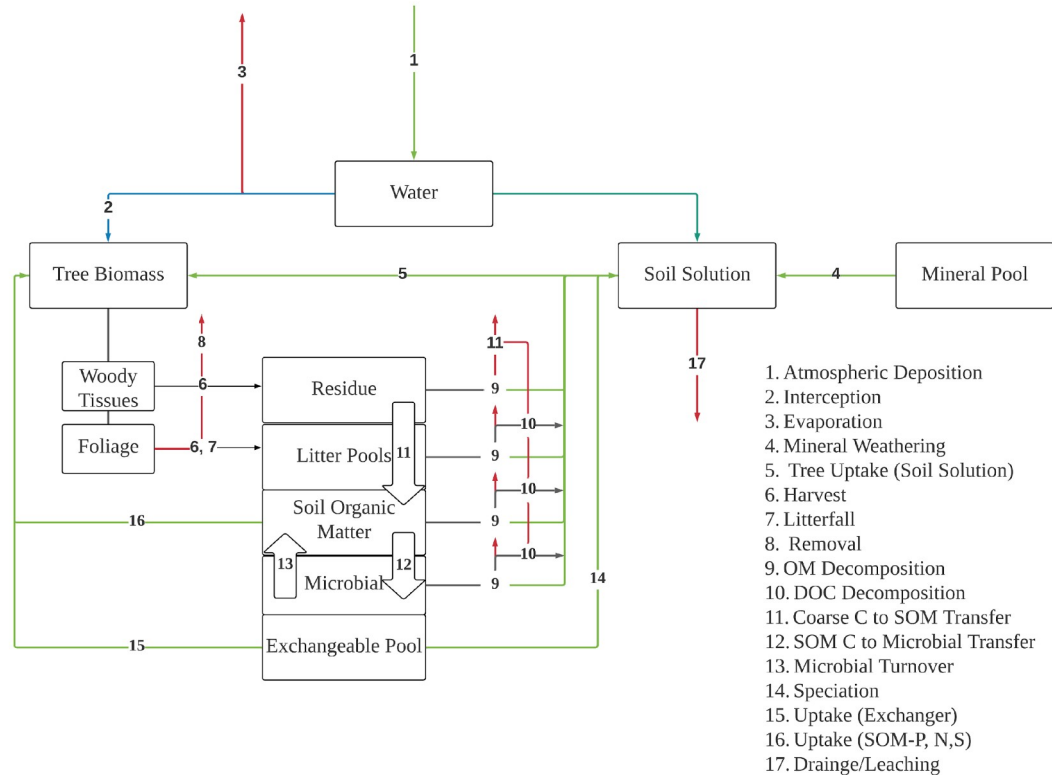 3
1
Water
2
Tree Biomass
5
Soil Solution
4
Mineral Pool
8
11
17
Woody
Tissues
6
Residue
9
10
Foliage
6, 7
Litter Pools
11
9
10
16
Soil Organic
Matter
9
10
13
Microbial
12
9
14
15
Exchangeable Pool
1. Atmospheric Deposition
2. Interception
3. Evaporation
4. Mineral Weathering
5. Tree Uptake (Soil Solution)
6. Harvest
7. Litterfall
8. Removal
9. OM Decomposition
10. DOC Decomposition
11. Coarse C to SOM Transfer
12. SOM C to Microbial Transfer
13. Microbial Turnover
14. Speciation
15. Uptake (Exchanger)
16. Uptake (SOM-P, N,S)
17. Drainge/Leaching